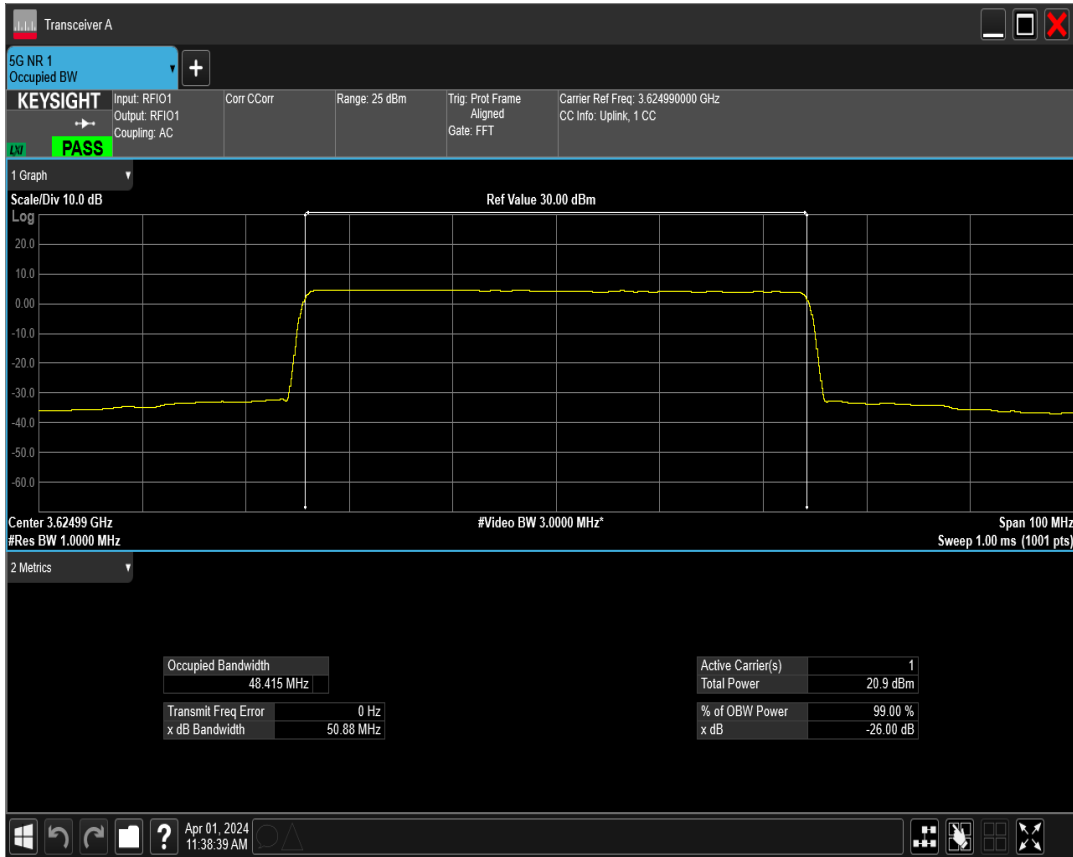 Transceiver A
5G NR 1
Occupied BW
+
KEYSIGHT
LXI
PASS
Input: RFIO1
Output: RFIO1
Coupling: AC
Corr CCorr
Range: 25 dBm
Trig: Prot Frame
Aligned
Gate: FFT
Carrier Ref Freq: 3.624990000 GHz
CC Info: Uplink, 1 CC
1 Graph
Scale/Div 10.0 dB
Ref Value 30.00 dBm
Log
20.0
10.0
0.00
-10.0
-20.0
-30.0
-40.0
-50.0
-60.0
Center 3.62499 GHz
#Video BW 3.0000 MHz*
Span 100 MHz
#Res BW 1.0000 MHz
Sweep 1.00 ms (1001 pts)
2 Metrics
Occupied Bandwidth
48.415 MHz
Transmit Freq Error 0 Hz
x dB Bandwidth 50.88 MHz
Active Carrier(s) 1
Total Power 20.9 dBm
% of OBW Power 99.00 %
x dB -26.00 dB
?
Apr 01, 2024
11:38:39 AM